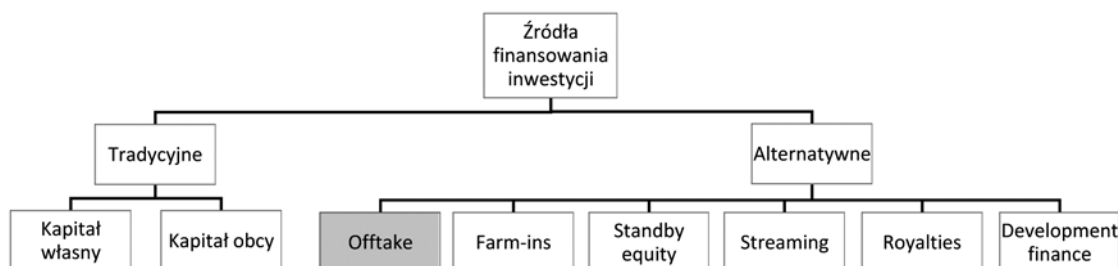 Źródła
finansowania
inwestycji
Tradycyjne
Alternatywne
Kapitał
własny
Kapitał obcy
Offtake
Farm-ins
Standby
equity
Streaming
Royalties
Development
finance